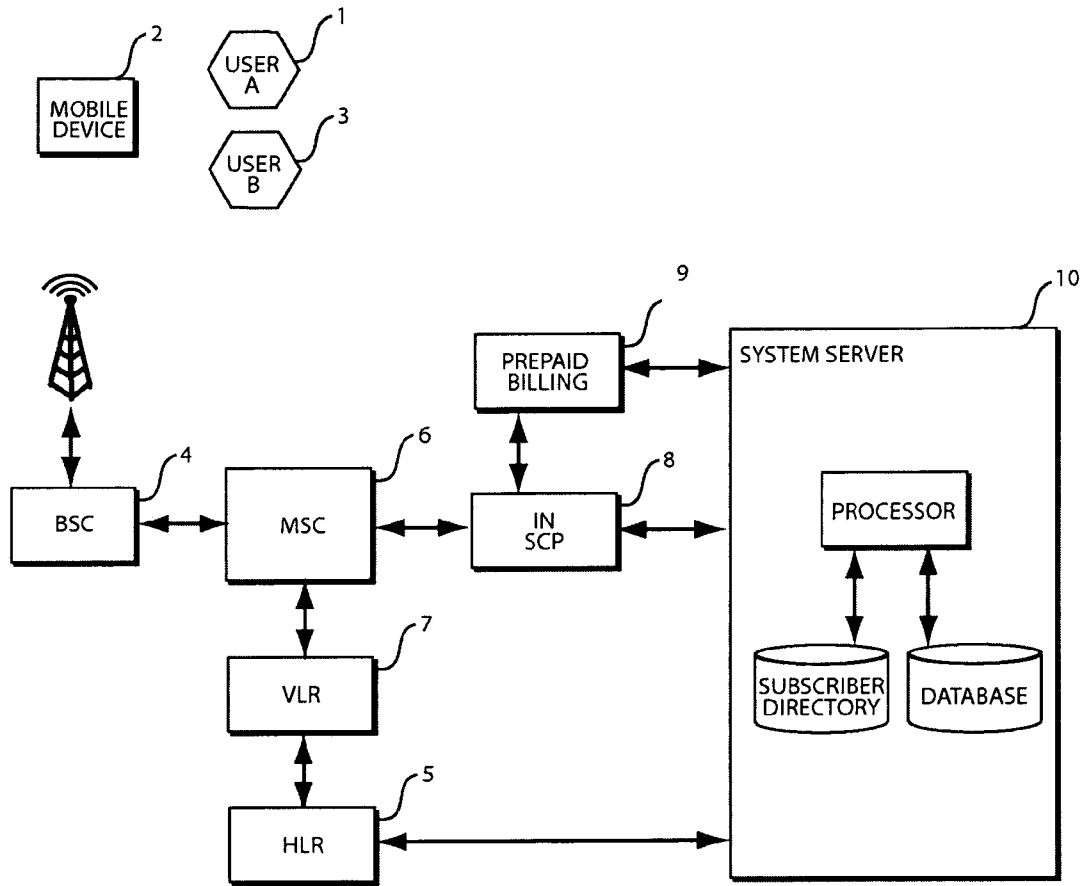 2
1
MOBILE
DEVICE
USER
A
3
USER
B
9
10
PREPAID
BILLING
SYSTEM SERVER
4
6
8
BSC
MSC
IN
SCP
PROCESSOR
7
VLR
SUBSCRIBER
DIRECTORY
DATABASE
5
HLR